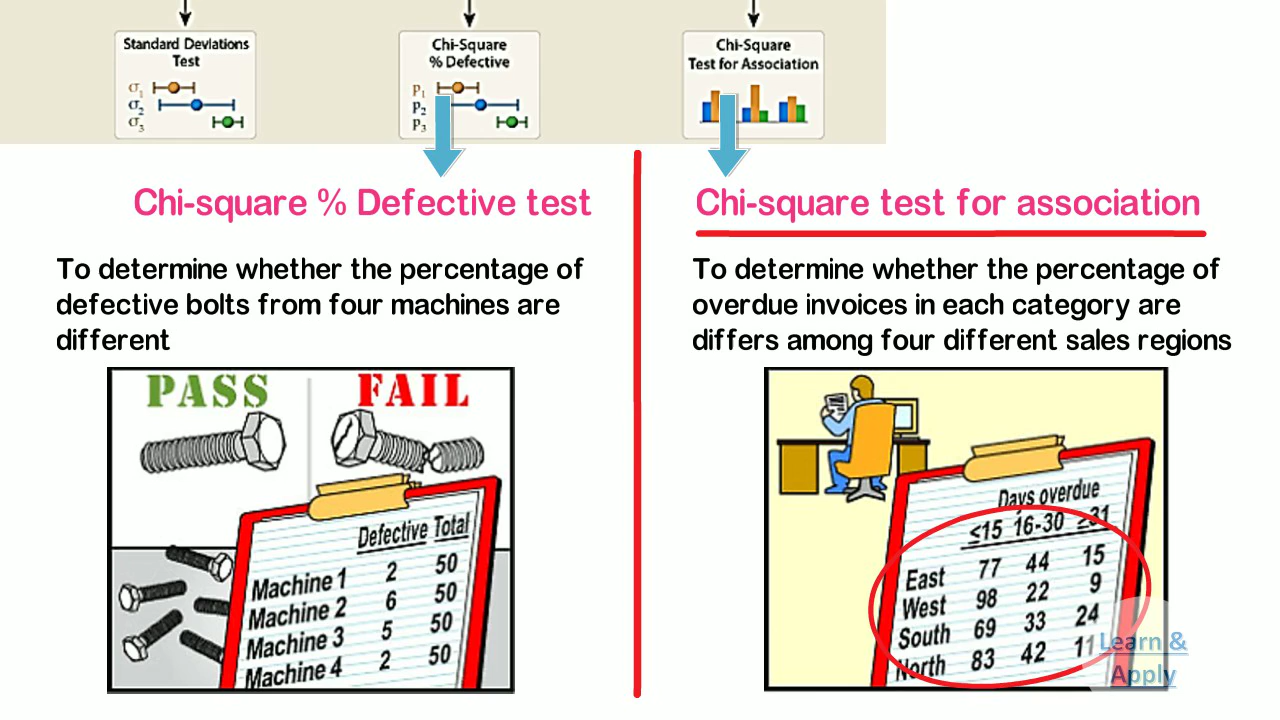 Standard Deviations
Test
σ1
σ2
σ3
Chi-Square
% Defective
p1
p2
p3
Chi-Square
Test for Association
Chi-square % Defective test
To determine whether the percentage of
defective bolts from four machines are
different
PASS FAIL
Defective Total
Machine 1 2 50
Machine 2 6 50
Machine 3 5 50
Machine 4 2 50
Chi-square test for association
To determine whether the percentage of
overdue invoices in each category are
differs among four different sales regions
Days overdue
≤15 16-30 ≥31
East 77 44 15
West 98 22 9
South 69 33 24
North 83 42 11
Learn &
Apply